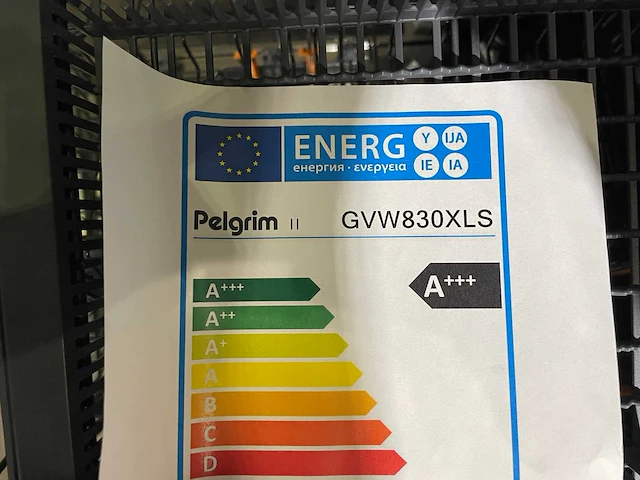 ENERG Y IJA
енергия · ενεργεια IE IA
Pelgrim II GVW830XLS
A+++ A+++
A++
A+
A
B
C
D